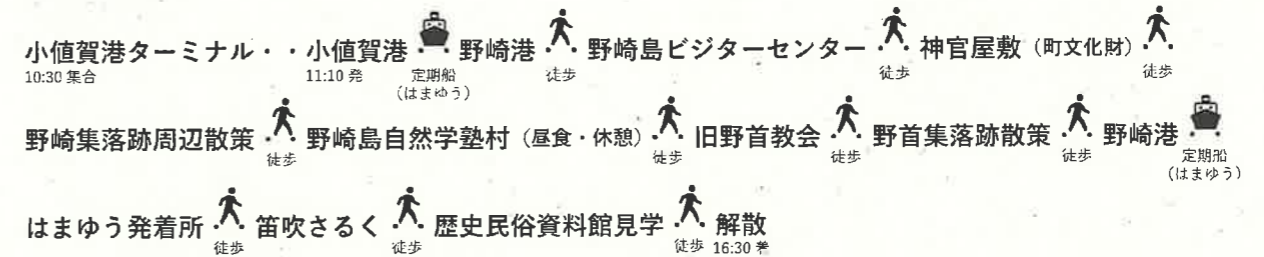 小値賀港ターミナル・・小値賀港 野崎港 野崎島ビジターセンター 神官屋敷（町文化財）
10:30 集合 11:10 発 定期船 徒歩 徒歩 徒歩
（はまゆう）
野崎集落跡周辺散策 野崎島自然学塾村（昼食・休憩） 旧野首教会 野首集落跡散策 野崎港
徒歩 徒歩 徒歩 徒歩 定期船
（はまゆう）
はまゆう発着所 笛吹さるく 歴史民俗資料館見学 解散
徒歩 徒歩 徒歩 16:30 着